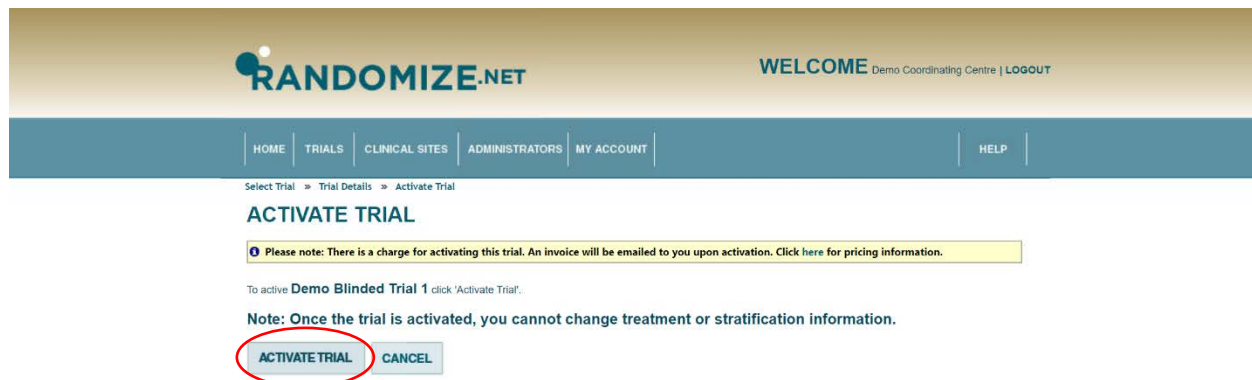 RANDOMIZE.NET
WELCOME Demo Coordinating Centre | LOGOUT
HOME TRIALS CLINICAL SITES ADMINISTRATORS MY ACCOUNT HELP
Select Trial » Trial Details » Activate Trial
ACTIVATE TRIAL
Please note: There is a charge for activating this trial. An invoice will be emailed to you upon activation. Click here for pricing information.
To active Demo Blinded Trial 1 click 'Activate Trial'.
Note: Once the trial is activated, you cannot change treatment or stratification information.
ACTIVATE TRIAL CANCEL